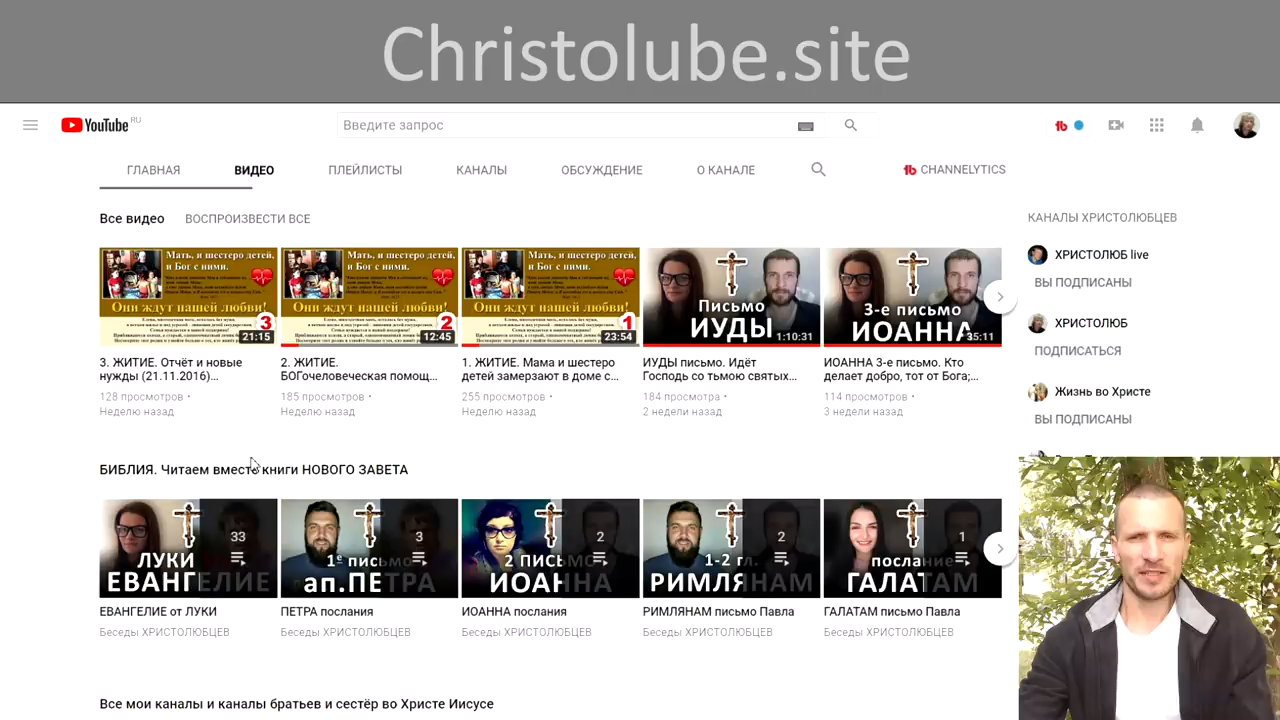 Christolube.site
YouTube RU
Введите запрос
ГЛАВНАЯ ВИДЕО ПЛЕЙЛИСТЫ КАНАЛЫ ОБСУЖДЕНИЕ О КАНАЛЕ CHANNELYTICS
Все видео ВОСПРОИЗВЕСТИ ВСЕ
КАНАЛЫ ХРИСТОЛЮБЦЕВ
Мать, и шестеро детей,
и Бог с ними.
Они ждут нашей любви!
3
21:15
Мать, и шестеро детей,
и Бог с ними.
Они ждут нашей любви!
2
12:45
Мать, и шестеро детей,
и Бог с ними.
Они ждут нашей любви!
1
23:54
Письмо
ИУДЫ
1:10:31
3-е письмо
ИОАННА
35:11
3. ЖИТИЕ. Отчёт и новые
нужды (21.11.2016)...
128 просмотров •
Неделю назад
2. ЖИТИЕ.
БОГочеловеческая помощ...
185 просмотров •
Неделю назад
1. ЖИТИЕ. Мама и шестеро
детей замерзают в доме с...
255 просмотров •
Неделю назад
ИУДЫ письмо. Идёт
Господь со тьмою святых...
184 просмотра •
2 недели назад
ИОАННА 3-е письмо. Кто
делает добро, тот от Бога;...
114 просмотров •
3 недели назад
ХРИСТОЛЮБ live
ВЫ ПОДПИСАНЫ
ХРИСТОЛЮБ
ПОДПИСАТЬСЯ
Жизнь во Христе
ВЫ ПОДПИСАНЫ
БИБЛИЯ. Читаем вместе книги НОВОГО ЗАВЕТА
33
ЛУКИ
ЕВАНГЕЛИЕ
3
1е письмо
ап.ПЕТРА
2
2 ПИСЬМО
ИОАННА
2
1-2 гл.
РИМЛЯНАМ
1
послание
ГАЛАТАМ
ЕВАНГЕЛИЕ от ЛУКИ
Беседы ХРИСТОЛЮБЦЕВ
ПЕТРА послания
Беседы ХРИСТОЛЮБЦЕВ
ИОАННА послания
Беседы ХРИСТОЛЮБЦЕВ
РИМЛЯНАМ письмо Павла
Беседы ХРИСТОЛЮБЦЕВ
ГАЛАТАМ письмо Павла
Беседы ХРИСТОЛЮБЦЕВ
Все мои каналы и каналы братьев и сестёр во Христе Иисусе